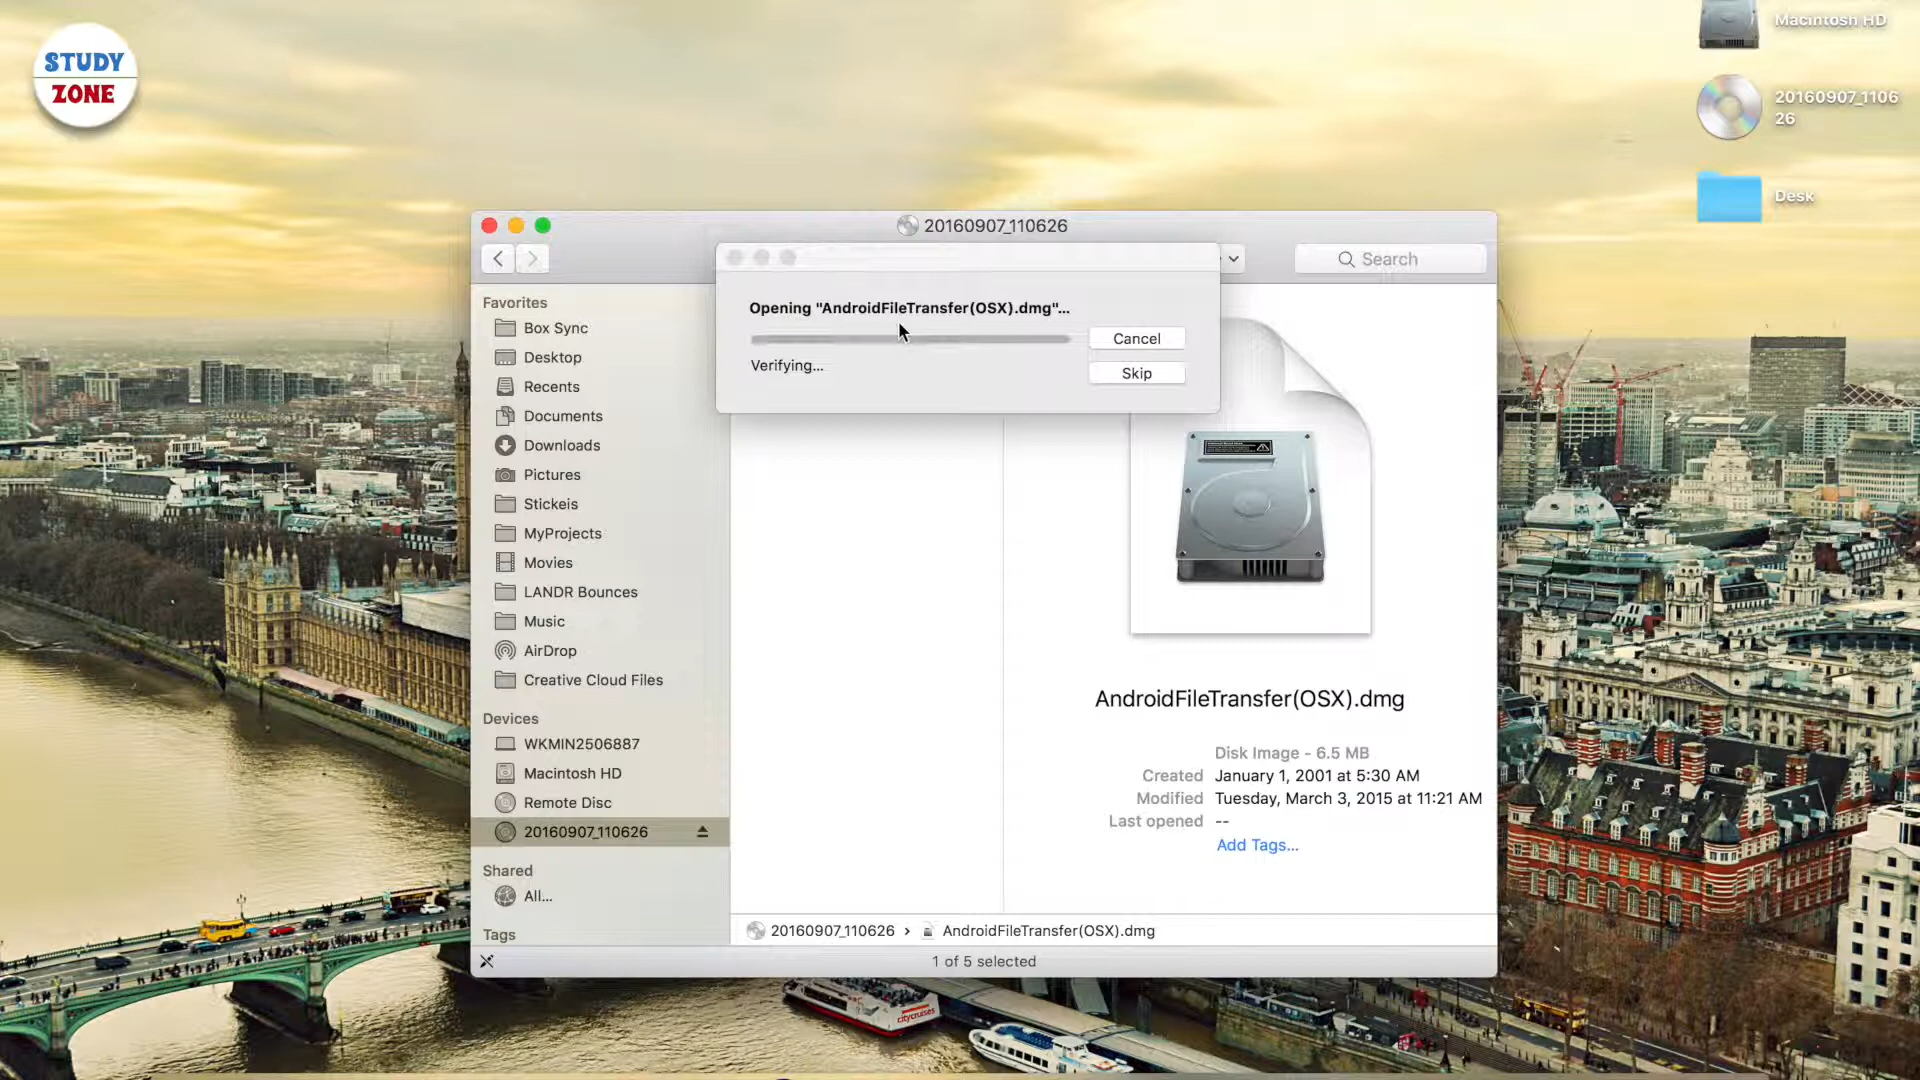 STUDY
ZONE
Macintosh HD
20160907_1106
26
Desk
20160907_110626
Search
Opening "AndroidFileTransfer(OSX).dmg"...
Cancel
Verifying...
Skip
Favorites
Box Sync
Desktop
Recents
Documents
Downloads
Pictures
Stickeis
MyProjects
Movies
LANDR Bounces
Music
AirDrop
Creative Cloud Files
Devices
WKMIN2506887
Macintosh HD
Remote Disc
20160907_110626
Shared
All...
Tags
AndroidFileTransfer(OSX).dmg
Disk Image - 6.5 MB
Created January 1, 2001 at 5:30 AM
Modified Tuesday, March 3, 2015 at 11:21 AM
Last opened --
Add Tags...
20160907_110626 › AndroidFileTransfer(OSX).dmg
1 of 5 selected
citycruises